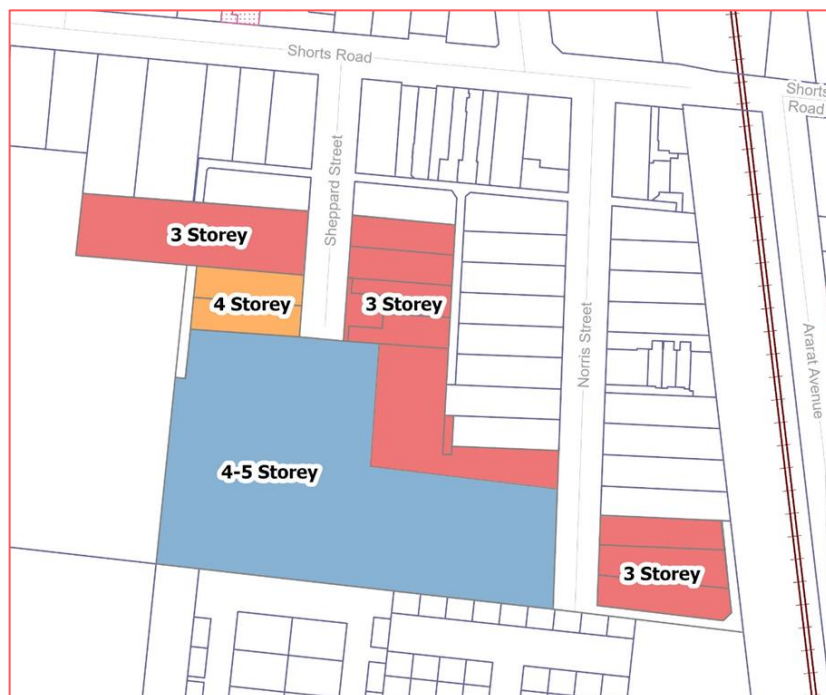 Shorts Road
Shorts
Road
Sheppard Street
3 Storey
4 Storey
3 Storey
Norris Street
Ararat Avenue
4-5 Storey
3 Storey